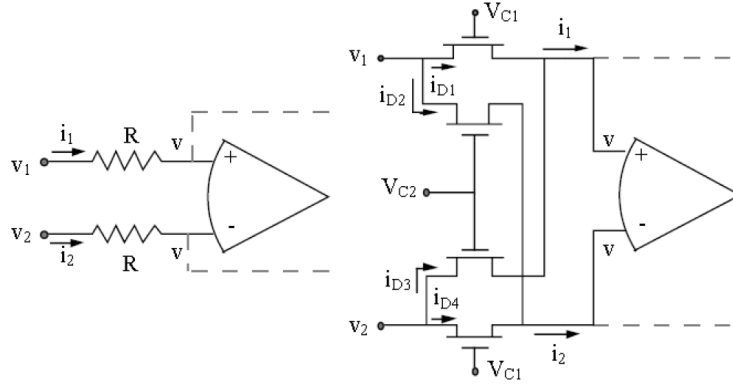 i1
R
v
v1
+
v2
-
i2
R
v
VC1
v1
i1
iD1
iD2
v
+
VC2
-
v
iD3
iD4
v2
i2
VC1